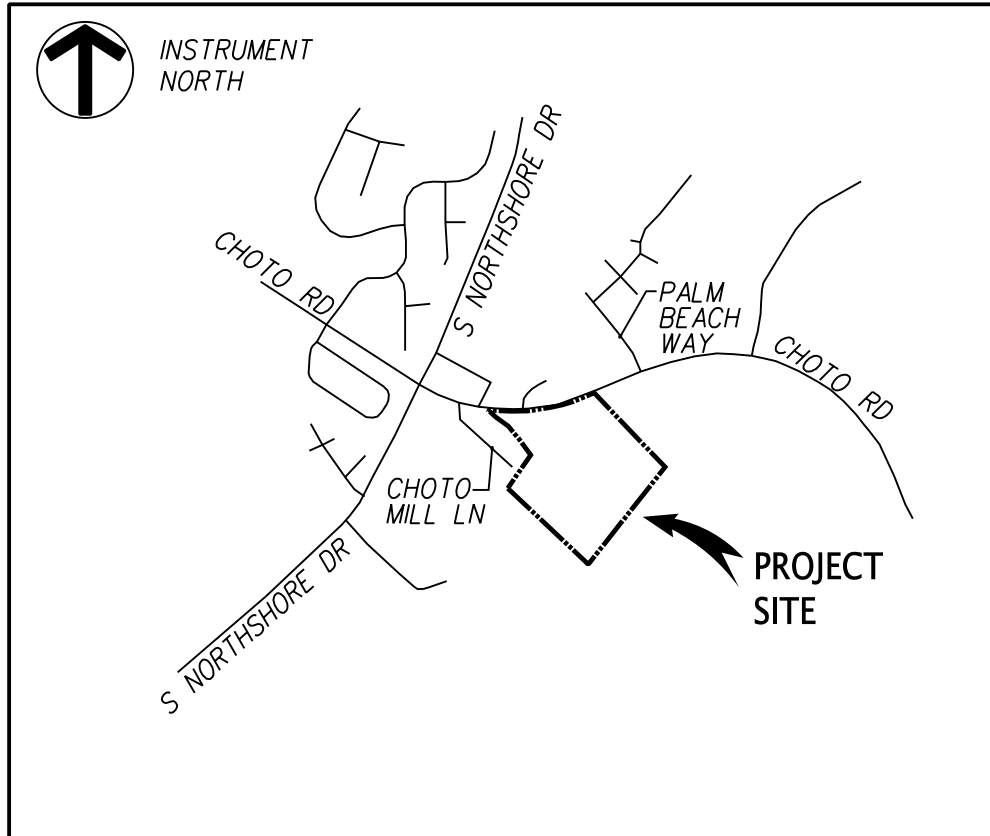 INSTRUMENT
NORTH
CHOTO RD
S NORTHSHORE DR
PALM
BEACH
WAY
CHOTO RD
CHOTO
MILL LN
S NORTHSHORE DR
PROJECT
SITE